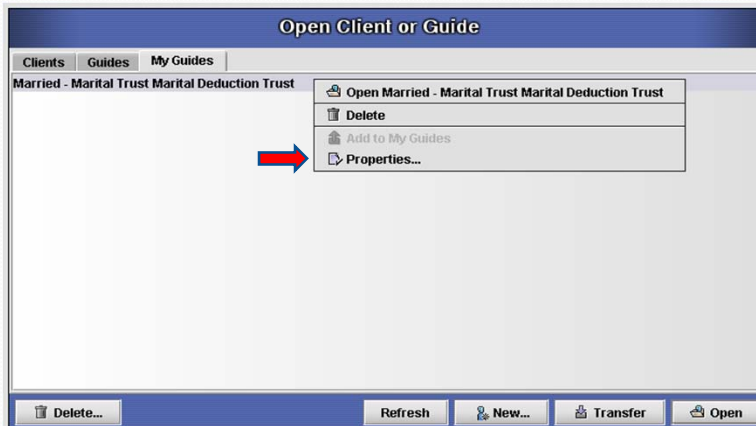 Open Client or Guide
Clients Guides My Guides
Married - Marital Trust Marital Deduction Trust
Open Married - Marital Trust Marital Deduction Trust
Delete
Add to My Guides
Properties...
Delete... Refresh New... Transfer Open